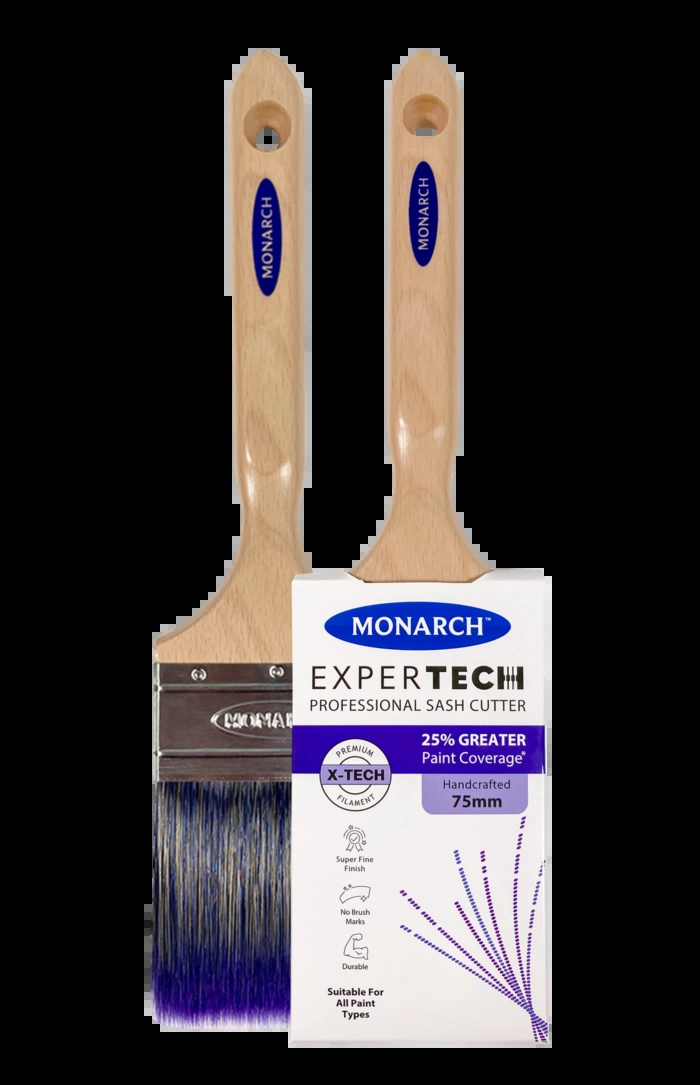 MONARCH
MONARCH
MONARCH™
EXPERTECH
PROFESSIONAL SASH CUTTER
MONAR
25% GREATER
Paint Coverage*
PREMIUM
X-TECH
FILAMENT
Handcrafted
75mm
Super Fine
Finish
No Brush
Marks
Durable
Suitable For
All Paint
Types